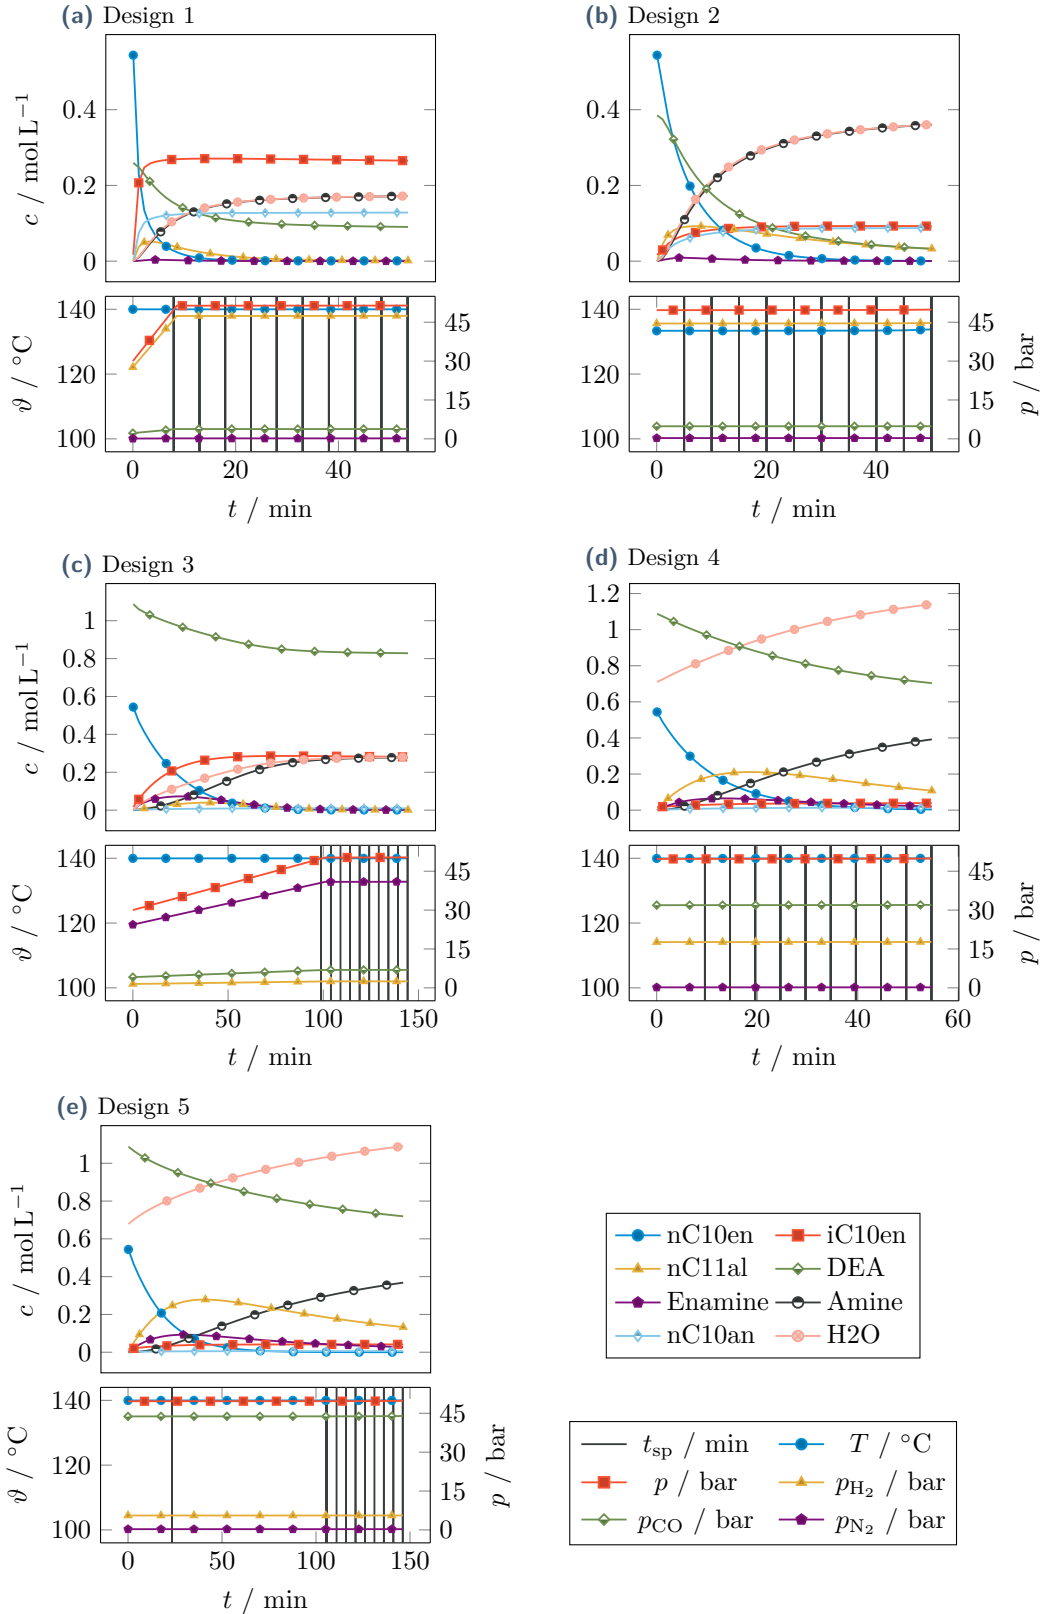 (a) Design 1
(b) Design 2
c / mol L−1
0.4
0.2
0
0.4
0.2
0
ϑ / °C
140
120
100
45
30
15
0
0 20 40
t / min
140
120
100
45
30
15
0
p / bar
0 20 40
t / min
(c) Design 3
(d) Design 4
c / mol L−1
1
0.8
0.6
0.4
0.2
0
1.2
1
0.8
0.6
0.4
0.2
0
ϑ / °C
140
120
100
45
30
15
0
0 50 100 150
t / min
140
120
100
45
30
15
0
p / bar
0 20 40 60
t / min
(e) Design 5
c / mol L−1
1
0.8
0.6
0.4
0.2
0
ϑ / °C
140
120
100
45
30
15
0
p / bar
0 50 100 150
t / min
nC10en iC10en
nC11al DEA
Enamine Amine
nC10an H2O
tsp / min T / °C
p / bar pH2 / bar
pCO / bar pN2 / bar